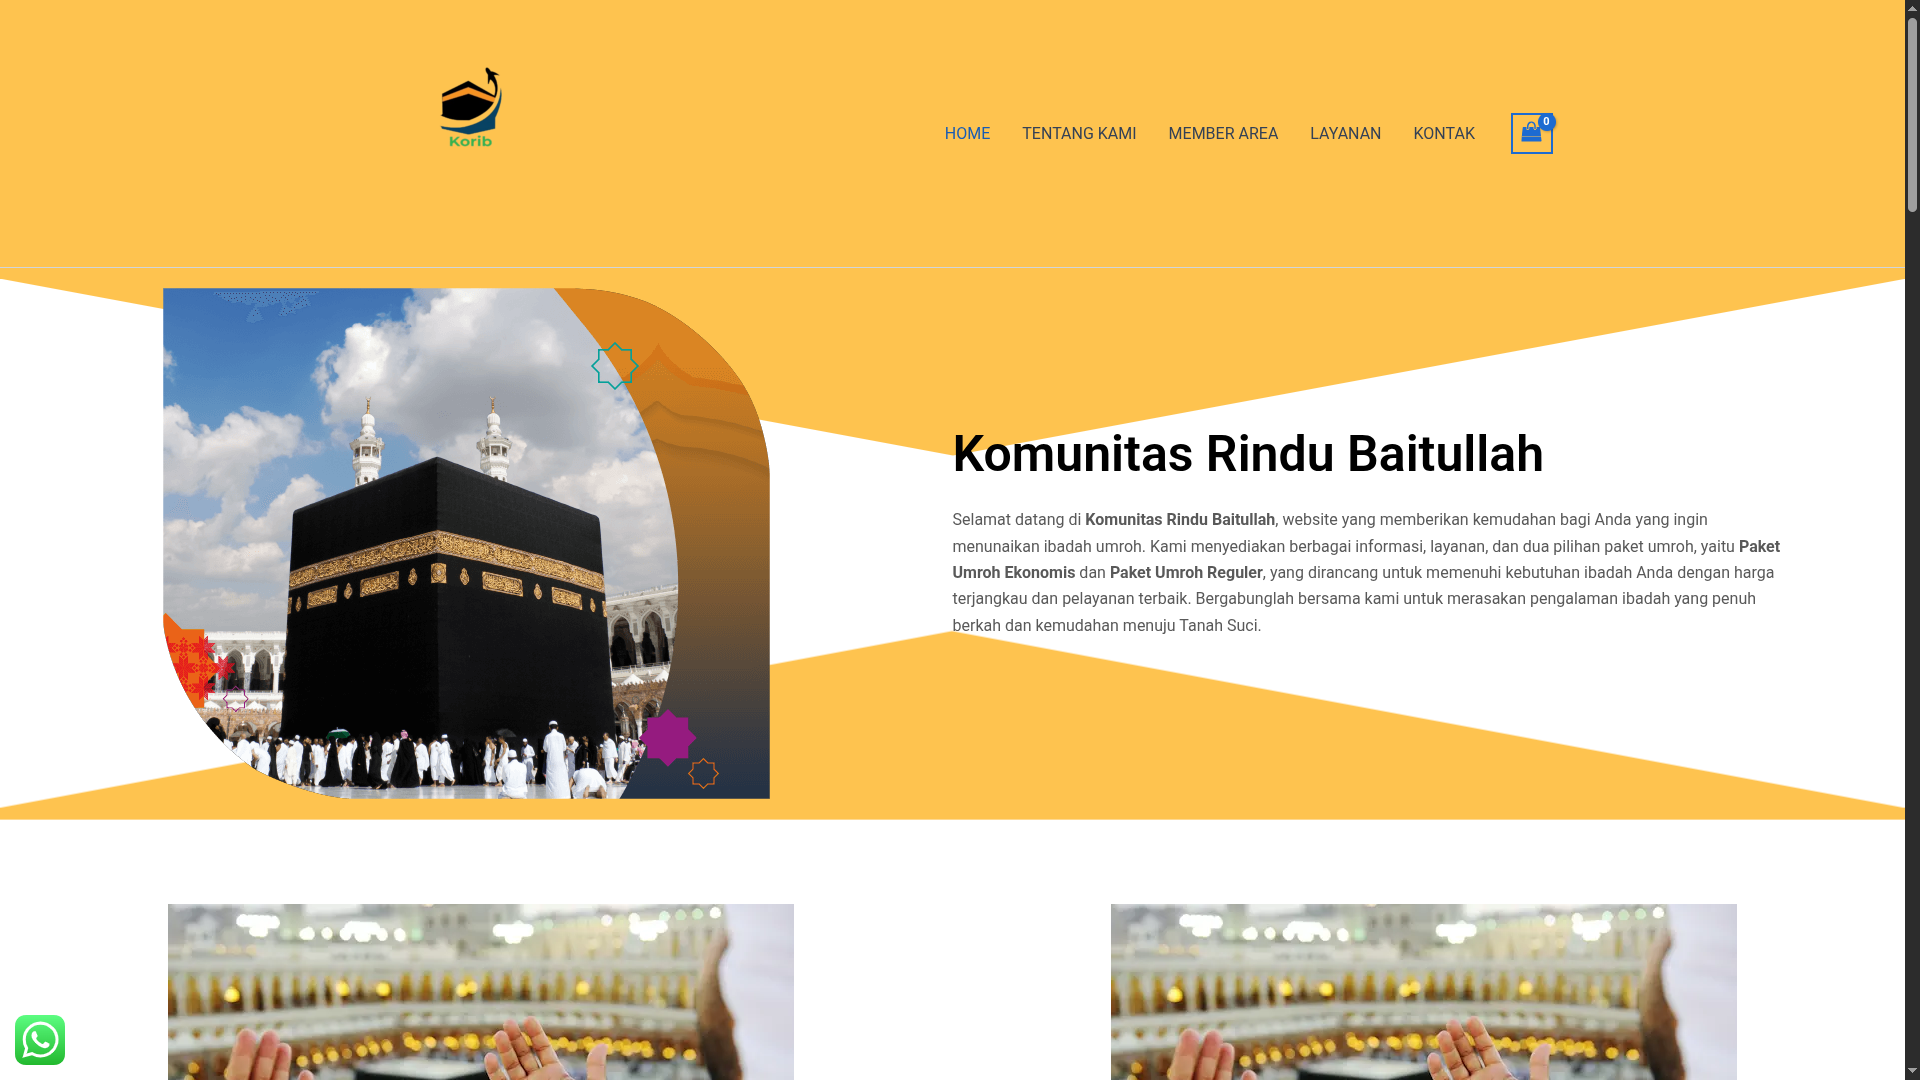 Korib
HOME
TENTANG KAMI
MEMBER AREA
LAYANAN
KONTAK
0
Komunitas Rindu Baitullah
Selamat datang di Komunitas Rindu Baitullah, website yang memberikan kemudahan bagi Anda yang ingin
menunaikan ibadah umroh. Kami menyediakan berbagai informasi, layanan, dan dua pilihan paket umroh, yaitu Paket
Umroh Ekonomis dan Paket Umroh Reguler, yang dirancang untuk memenuhi kebutuhan ibadah Anda dengan harga
terjangkau dan pelayanan terbaik. Bergabunglah bersama kami untuk merasakan pengalaman ibadah yang penuh
berkah dan kemudahan menuju Tanah Suci.